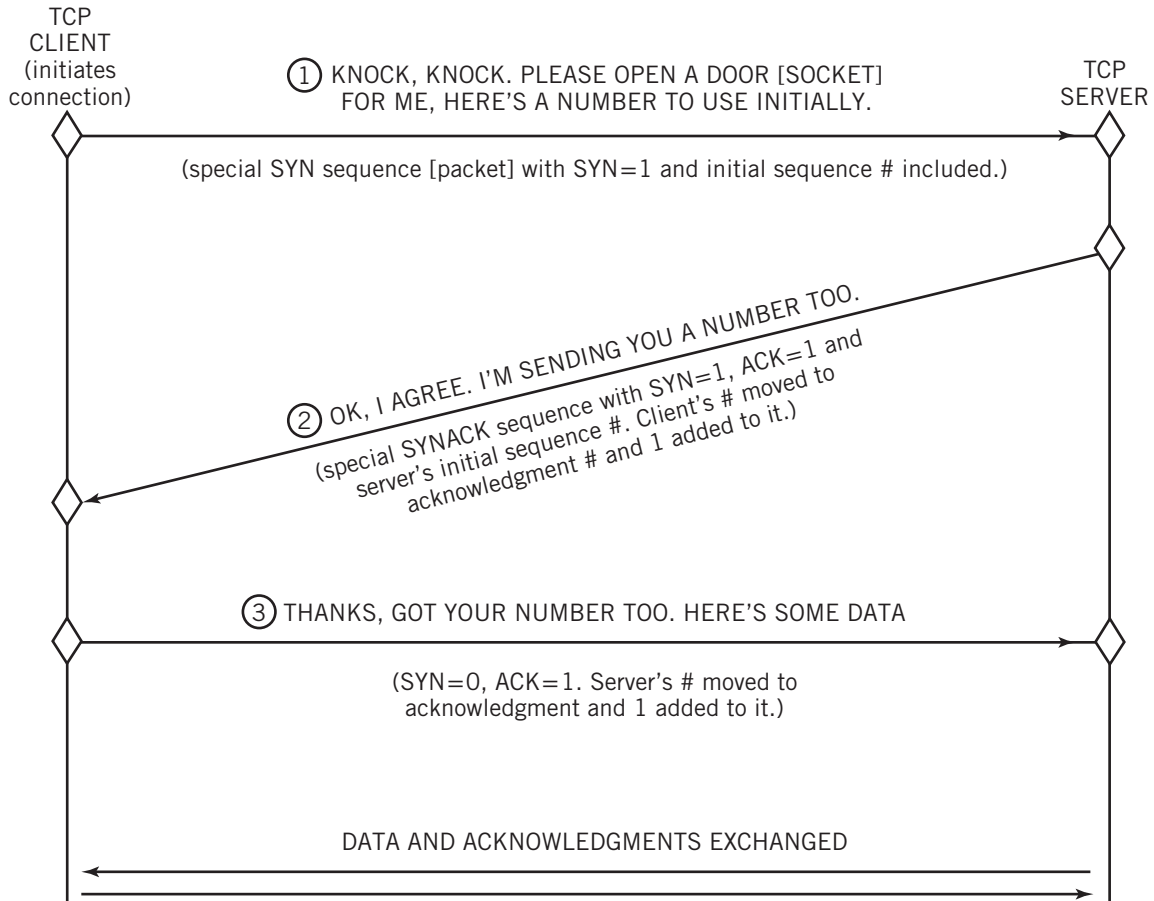 TCP
CLIENT
(initiates
connection)
TCP
SERVER
1 KNOCK, KNOCK. PLEASE OPEN A DOOR [SOCKET]
FOR ME, HERE'S A NUMBER TO USE INITIALLY.
(special SYN sequence [packet] with SYN=1 and initial sequence # included.)
2 OK, I AGREE. I'M SENDING YOU A NUMBER TOO.
(special SYNACK sequence with SYN=1, ACK=1 and
server's initial sequence #. Client's # moved to
acknowledgment # and 1 added to it.)
3 THANKS, GOT YOUR NUMBER TOO. HERE'S SOME DATA
(SYN=0, ACK=1. Server's # moved to
acknowledgment and 1 added to it.)
DATA AND ACKNOWLEDGMENTS EXCHANGED